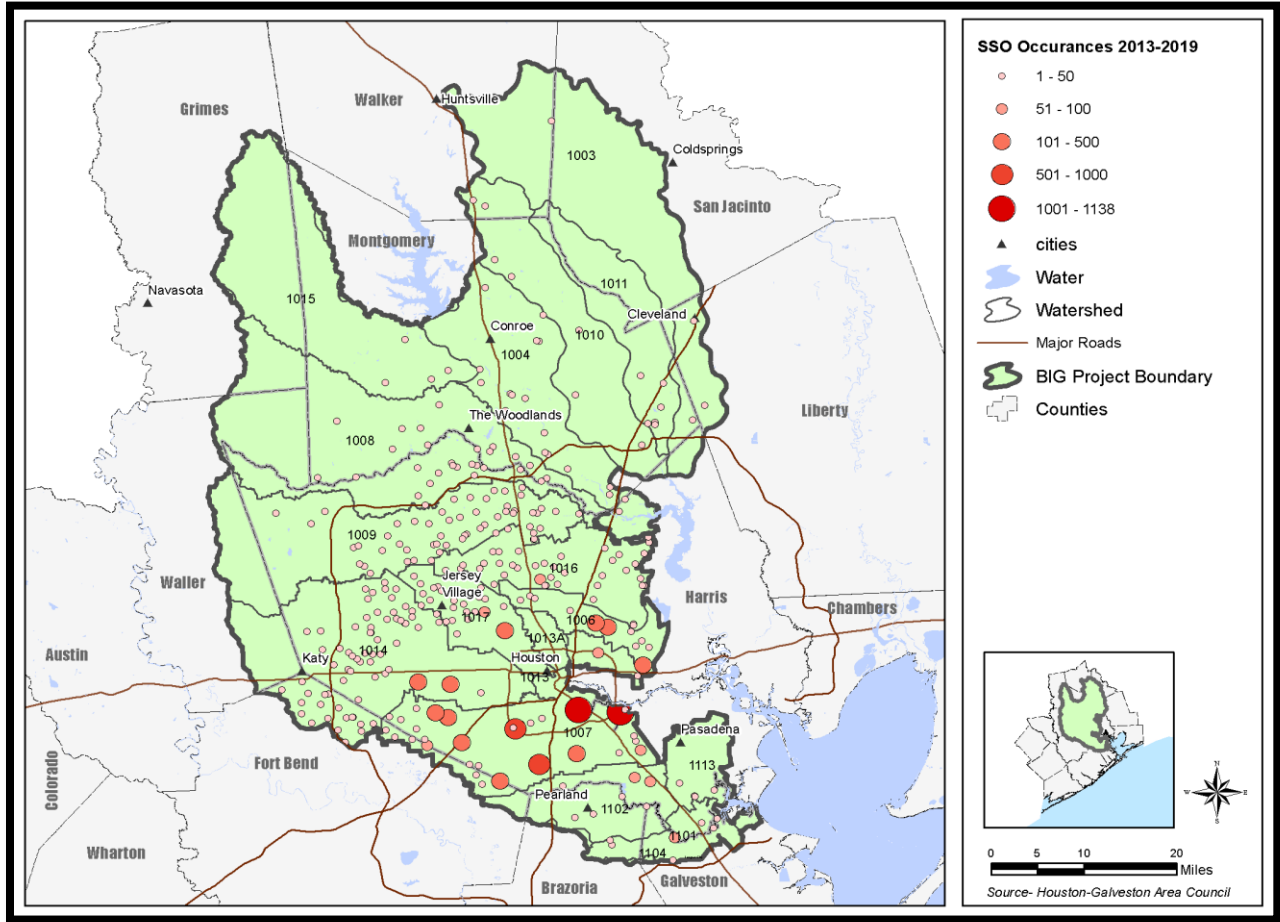 Grimes
Walker
Huntsville
1003
Coldsprings
San Jacinto
Montgomery
Navasota
1015
1011
Cleveland
Conroe
1010
1004
Liberty
The Woodlands
1008
1009
Jersey
Village
1016
Waller
Harris
Chambers
1017
1006
1013A
Austin
1014
Katy
Houston
1013
1007
Pasadena
Fort Bend
1113
Colorado
Pearland
1102
1101
1104
Wharton
Brazoria
Galveston
SSO Occurances 2013-2019
1 - 50
51 - 100
101 - 500
501 - 1000
1001 - 1138
cities
Water
Watershed
Major Roads
BIG Project Boundary
Counties
N
W
E
S
0 5 10 20
Miles
Source- Houston-Galveston Area Council